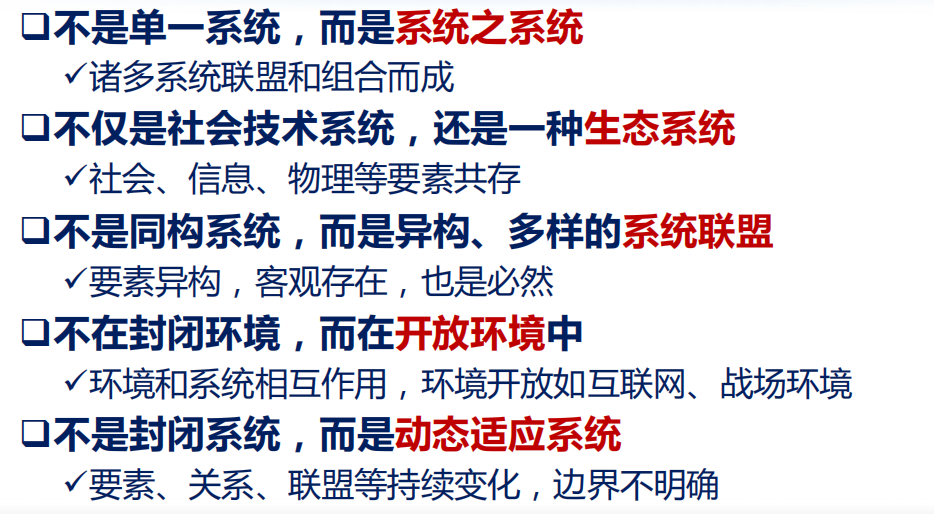 ❑不是单一系统，而是系统之系统
✓诸多系统联盟和组合而成
❑不仅是社会技术系统，还是一种生态系统
✓社会、信息、物理等要素共存
❑不是同构系统，而是异构、多样的系统联盟
✓要素异构，客观存在，也是必然
❑不在封闭环境，而在开放环境中
✓环境和系统相互作用，环境开放如互联网、战场环境
❑不是封闭系统，而是动态适应系统
✓要素、关系、联盟等持续变化，边界不明确